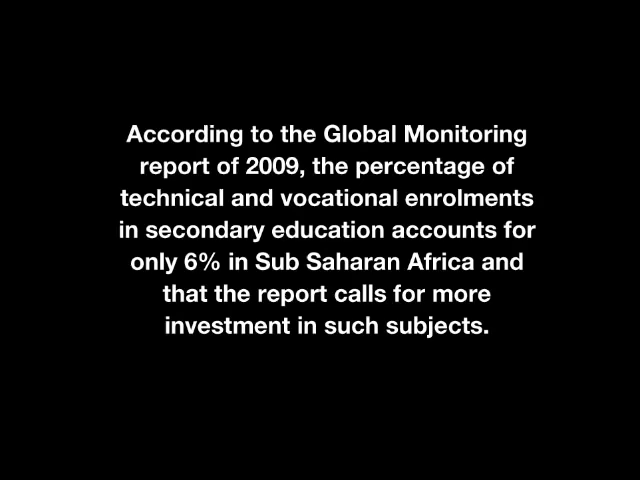 According to the Global Monitoring
report of 2009, the percentage of
technical and vocational enrolments
in secondary education accounts for
only 6% in Sub Saharan Africa and
that the report calls for more
investment in such subjects.